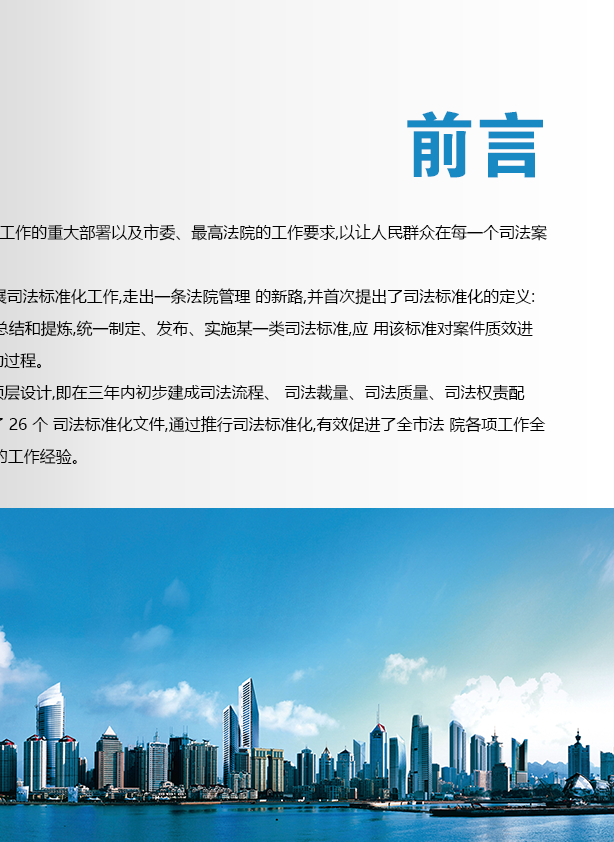 前言
工作的重大部署以及市委、最高法院的工作要求,以让人民群众在每一个司法案
展司法标准化工作,走出一条法院管理 的新路,并首次提出了司法标准化的定义:
总结和提炼,统一制定、发布、实施某一类司法标准,应 用该标准对案件质效进
的过程。
顶层设计,即在三年内初步建成司法流程、 司法裁量、司法质量、司法权责配
了 26 个 司法标准化文件,通过推行司法标准化,有效促进了全市法 院各项工作全
的工作经验。